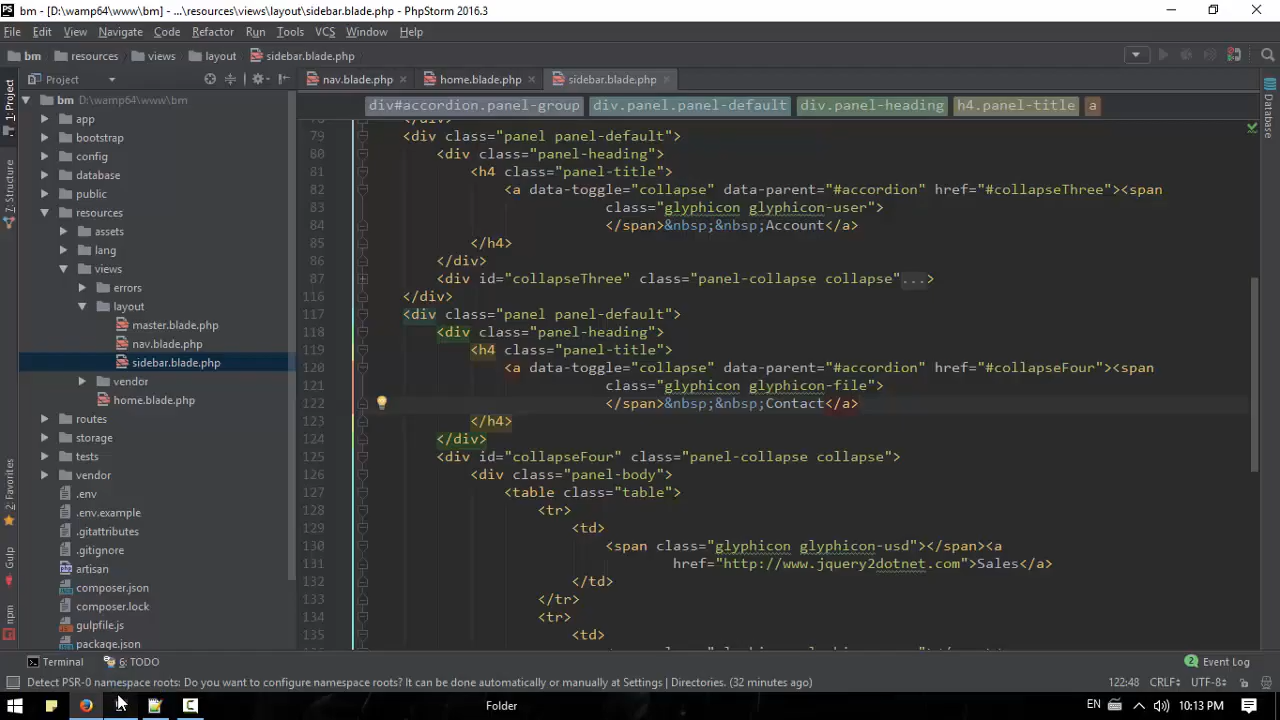 PS bm - [D:\wamp64\www\bm] - ...\resources\views\layout\sidebar.blade.php - PhpStorm 2016.3
File Edit View Navigate Code Refactor Run Tools VCS Window Help
bm resources views layout sidebar.blade.php
Project nav.blade.php home.blade.php sidebar.blade.php
div#accordion.panel-group div.panel.panel-default div.panel-heading h4.panel-title a
1: Project
7: Structure
2: Favorites
Gulp
npm
Database
bm D:\wamp64\www\bm
app
bootstrap
config
database
public
resources
assets
lang
views
errors
layout
master.blade.php
nav.blade.php
sidebar.blade.php
vendor
home.blade.php
routes
storage
tests
vendor
.env
.env.example
.gitattributes
.gitignore
artisan
composer.json
composer.lock
gulpfile.js
package.json
79 <div class="panel panel-default">
80 <div class="panel-heading">
81 <h4 class="panel-title">
82 <a data-toggle="collapse" data-parent="#accordion" href="#collapseThree"><span
83 class="glyphicon glyphicon-user">
84 </span>&nbsp;&nbsp;Account</a>
85 </h4>
86 </div>
87 <div id="collapseThree" class="panel-collapse collapse"...>
116 </div>
117 <div class="panel panel-default">
118 <div class="panel-heading">
119 <h4 class="panel-title">
120 <a data-toggle="collapse" data-parent="#accordion" href="#collapseFour"><span
121 class="glyphicon glyphicon-file">
122 </span>&nbsp;&nbsp;Contact</a>
123 </h4>
124 </div>
125 <div id="collapseFour" class="panel-collapse collapse">
126 <div class="panel-body">
127 <table class="table">
128 <tr>
129 <td>
130 <span class="glyphicon glyphicon-usd"></span><a
131 href="http://www.jquery2dotnet.com">Sales</a>
132 </td>
133 </tr>
134 <tr>
135 <td>
Terminal 6: TODO 2 Event Log
Detect PSR-0 namespace roots: Do you want to configure namespace roots? It can be done automatically or manually at Settings | Directories. (32 minutes ago) 122:48 CRLF÷ UTF-8÷
Folder EN 10:13 PM